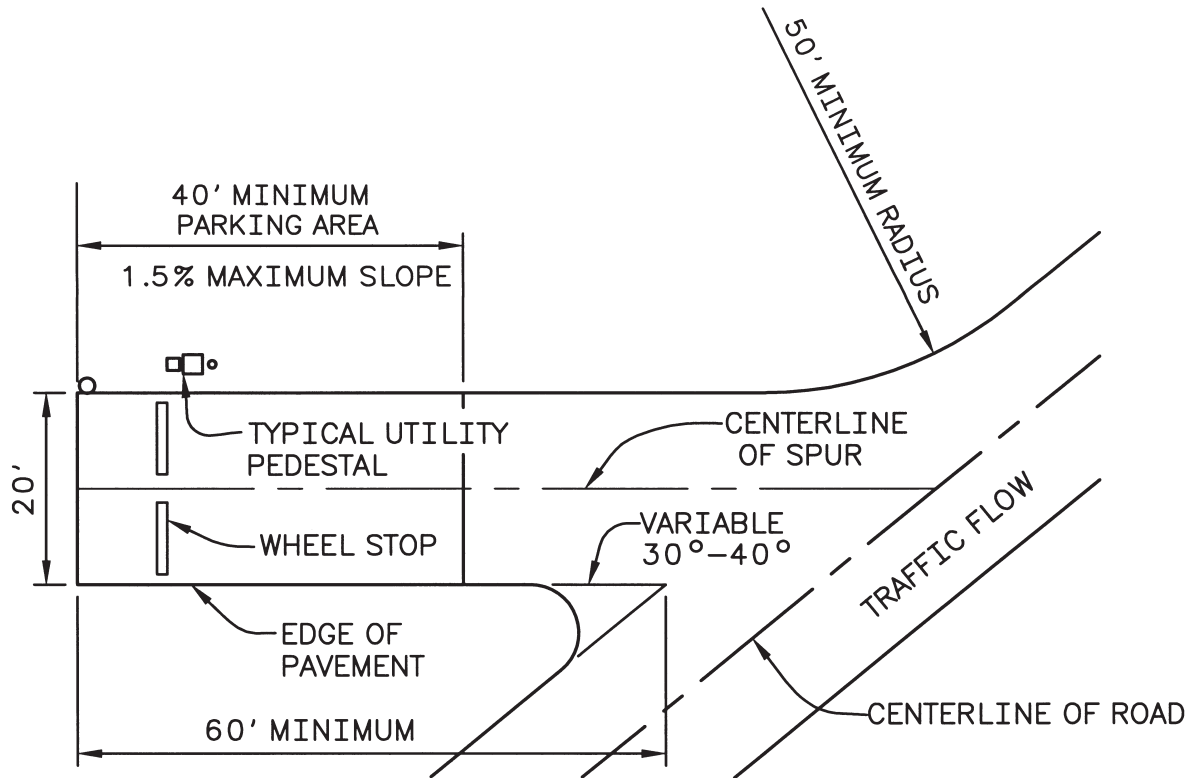 50' MINIMUM RADIUS
40' MINIMUM
PARKING AREA
1.5% MAXIMUM SLOPE
TYPICAL UTILITY
PEDESTAL
CENTERLINE
OF SPUR
20'
WHEEL STOP
VARIABLE
30°–40°
TRAFFIC FLOW
EDGE OF
PAVEMENT
60' MINIMUM
CENTERLINE OF ROAD